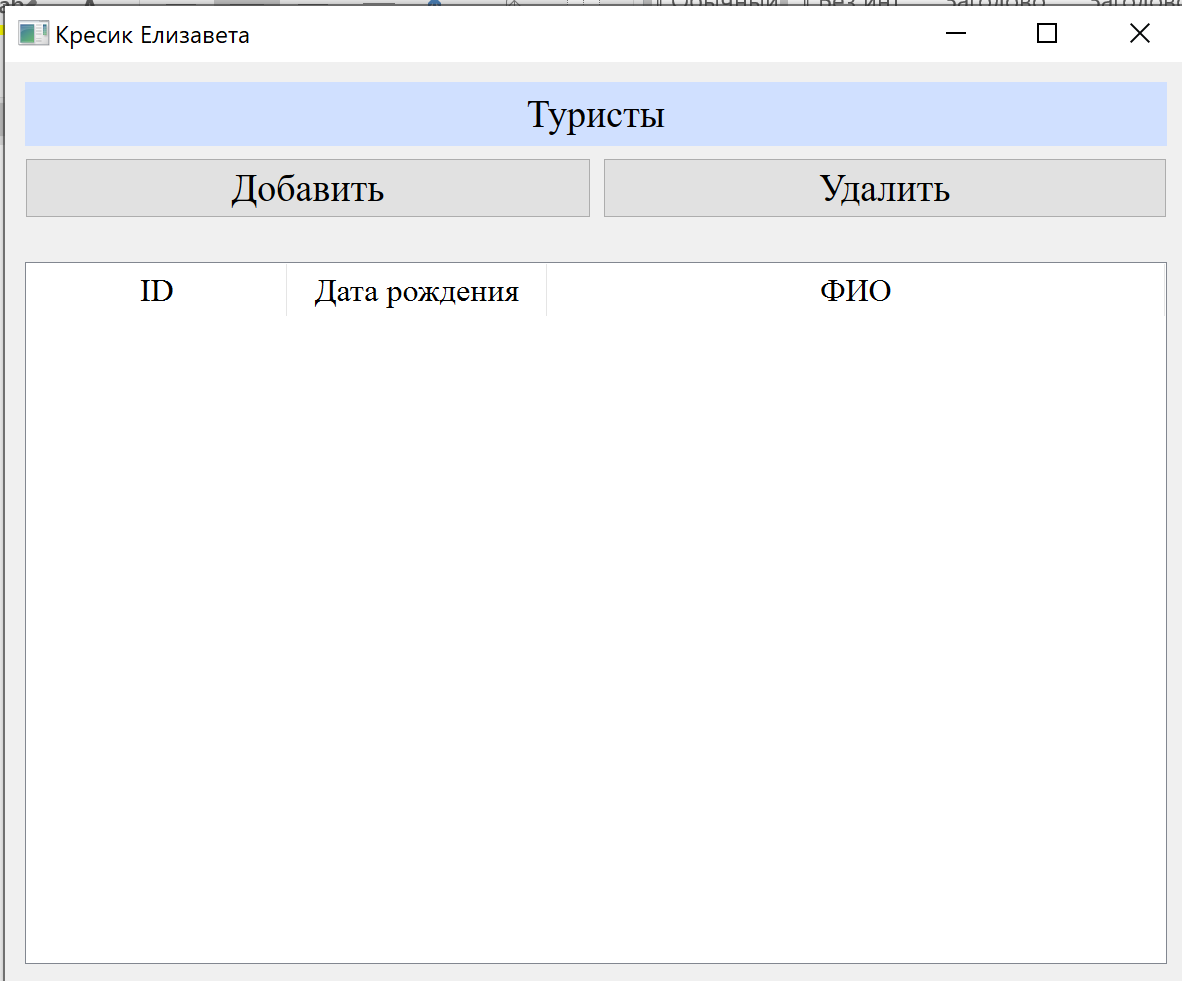 Кресик Елизавета
Туристы
Добавить Удалить
ID Дата рождения ФИО